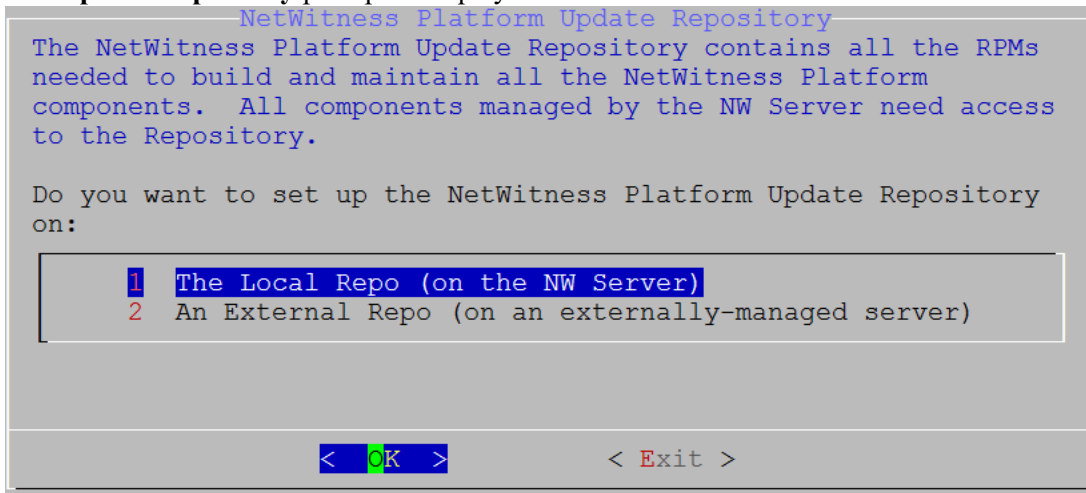 NetWitness Platform Update Repository
The NetWitness Platform Update Repository contains all the RPMs
needed to build and maintain all the NetWitness Platform
components.  All components managed by the NW Server need access
to the Repository.
Do you want to set up the NetWitness Platform Update Repository
on:
1  The Local Repo (on the NW Server)
2  An External Repo (on an externally-managed server)
<  OK  > < Exit >